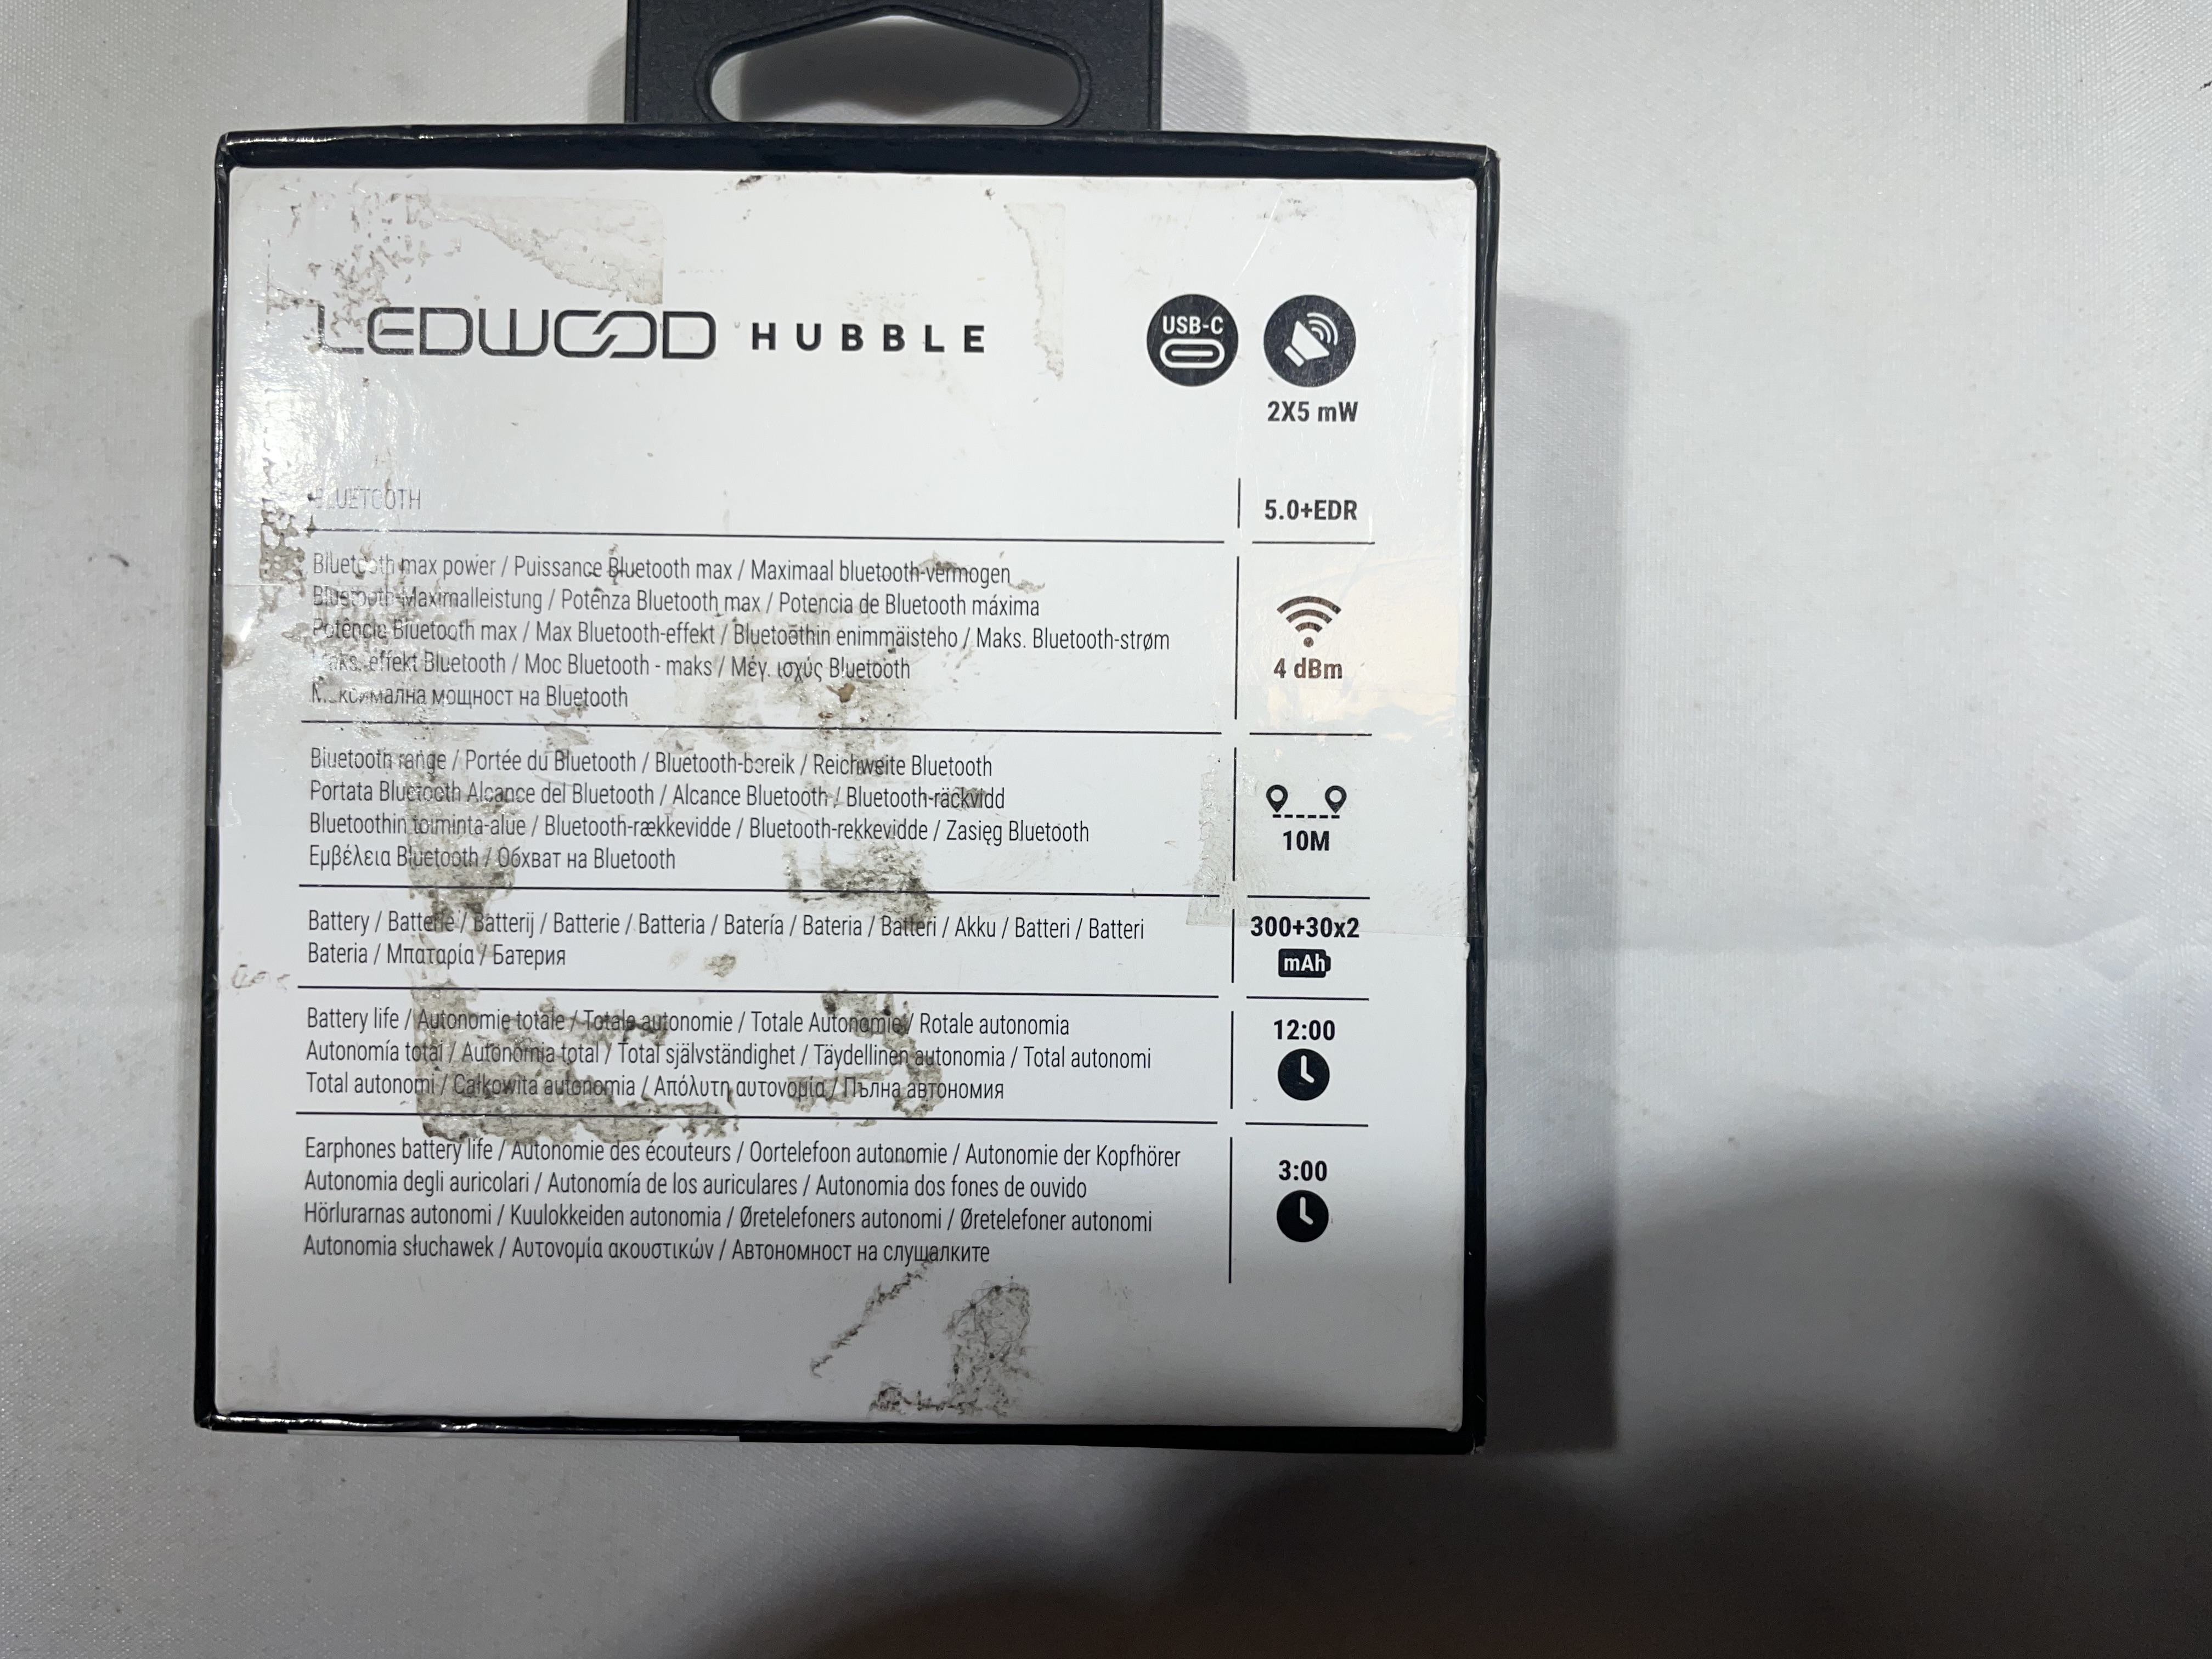 LEDWOOD HUBBLE
USB-C
2X5 mW
BLUETOOTH
5.0+EDR
Bluetooth max power / Puissance Bluetooth max / Maximaal bluetooth-vermogen
Bluetooth-Maximalleistung / Potenza Bluetooth max / Potencia de Bluetooth máxima
Potência Bluetooth max / Max Bluetooth-effekt / Bluetoothin enimmäisteho / Maks. Bluetooth-strøm
Maks. effekt Bluetooth / Moc Bluetooth - maks / Μέγ. ισχύς Bluetooth
Максимална мощност на Bluetooth
4 dBm
Bluetooth range / Portée du Bluetooth / Bluetooth-bereik / Reichweite Bluetooth
Portata Bluetooth Alcance del Bluetooth / Alcance Bluetooth / Bluetooth-räckvidd
Bluetoothin toiminta-alue / Bluetooth-rækkevidde / Bluetooth-rekkevidde / Zasięg Bluetooth
Εμβέλεια Bluetooth / Обхват на Bluetooth
10M
Battery / Batterie / Batterij / Batterie / Batteria / Batería / Bateria / Batteri / Akku / Batteri / Batteri
Bateria / Μπαταρία / Батерия
300+30x2
mAh
Battery life / Autonomie totale / Totale autonomie / Totale Autonomie / Rotale autonomia
Autonomía total / Autonomia total / Total självständighet / Täydellinen autonomia / Total autonomi
Total autonomi / Całkowita autonomia / Απόλυτη αυτονομία / Пълна автономия
12:00
Earphones battery life / Autonomie des écouteurs / Oortelefoon autonomie / Autonomie der Kopfhörer
Autonomia degli auricolari / Autonomía de los auriculares / Autonomia dos fones de ouvido
Hörlurarnas autonomi / Kuulokkeiden autonomia / Øretelefoners autonomi / Øretelefoner autonomi
Autonomia słuchawek / Αυτονομία ακουστικών / Автономност на слушалките
3:00